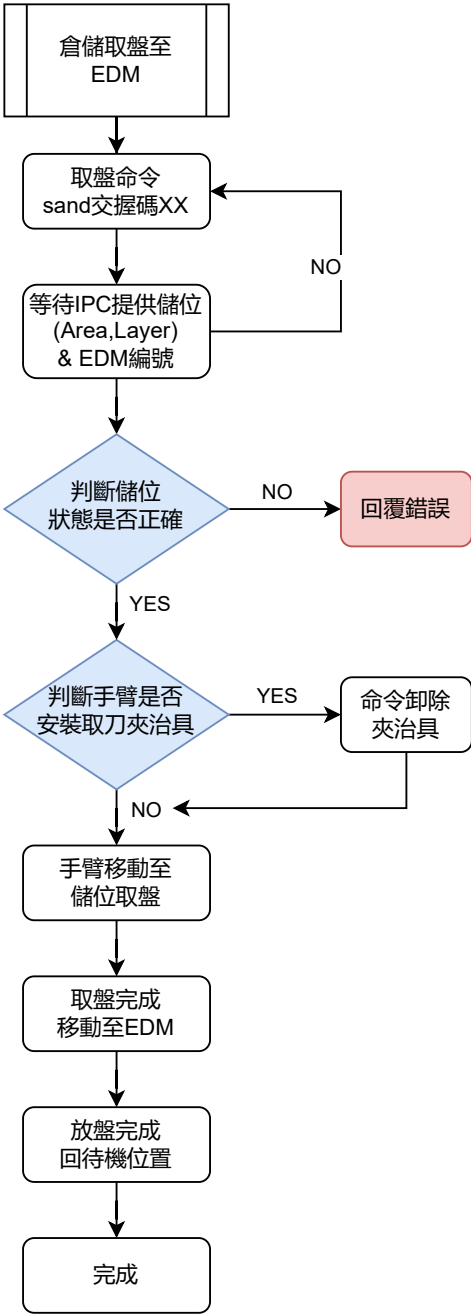 倉儲取盤至
EDM
取盤命令
sand交握碼XX
NO
等待IPC提供儲位
(Area,Layer)
& EDM編號
判斷儲位
狀態是否正確
NO
回覆錯誤
YES
判斷手臂是否
安裝取刀夾治具
YES
命令卸除
夾治具
NO
手臂移動至
儲位取盤
取盤完成
移動至EDM
放盤完成
回待機位置
完成